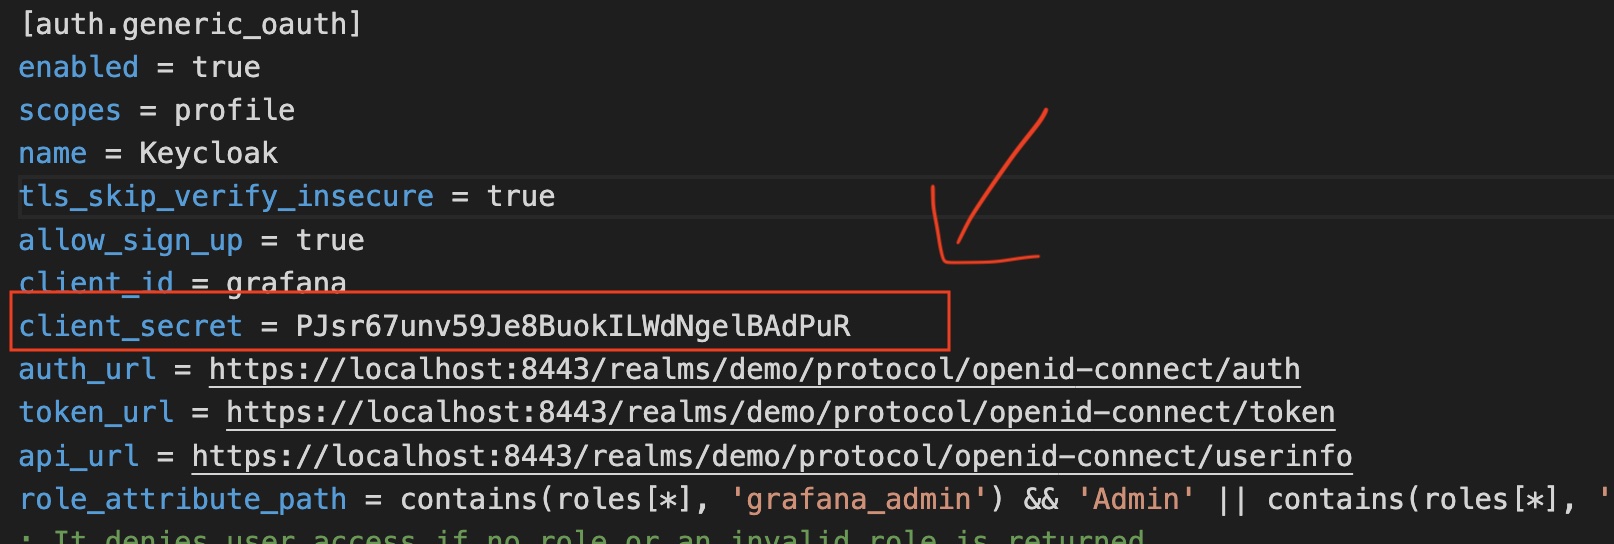 [auth.generic_oauth]
enabled = true
scopes = profile
name = Keycloak
tls_skip_verify_insecure = true
allow_sign_up = true
client_id = grafana
client_secret = PJsr67unv59Je8BuokILWdNgelBAdPuR
auth_url = https://localhost:8443/realms/demo/protocol/openid-connect/auth
token_url = https://localhost:8443/realms/demo/protocol/openid-connect/token
api_url = https://localhost:8443/realms/demo/protocol/openid-connect/userinfo
role_attribute_path = contains(roles[*], 'grafana_admin') && 'Admin' || contains(roles[*], '
; It denies user access if no role or an invalid role is returned